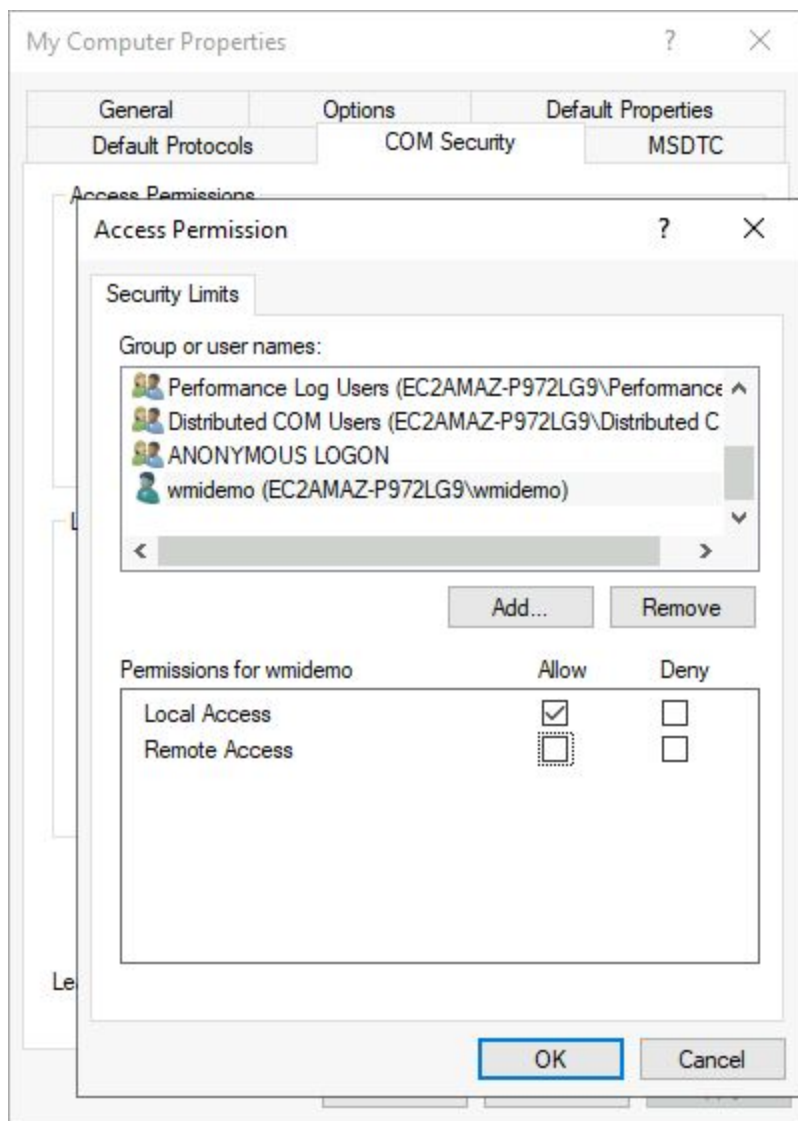 My Computer Properties
General Options Default Properties
Default Protocols COM Security MSDTC
Access Permissions
Access Permission
Security Limits
Group or user names:
Performance Log Users (EC2AMAZ-P972LG9\Performance
Distributed COM Users (EC2AMAZ-P972LG9\Distributed C
ANONYMOUS LOGON
wmidemo (EC2AMAZ-P972LG9\wmidemo)
Add... Remove
Permissions for wmidemo Allow Deny
Local Access
Remote Access
Le
OK Cancel